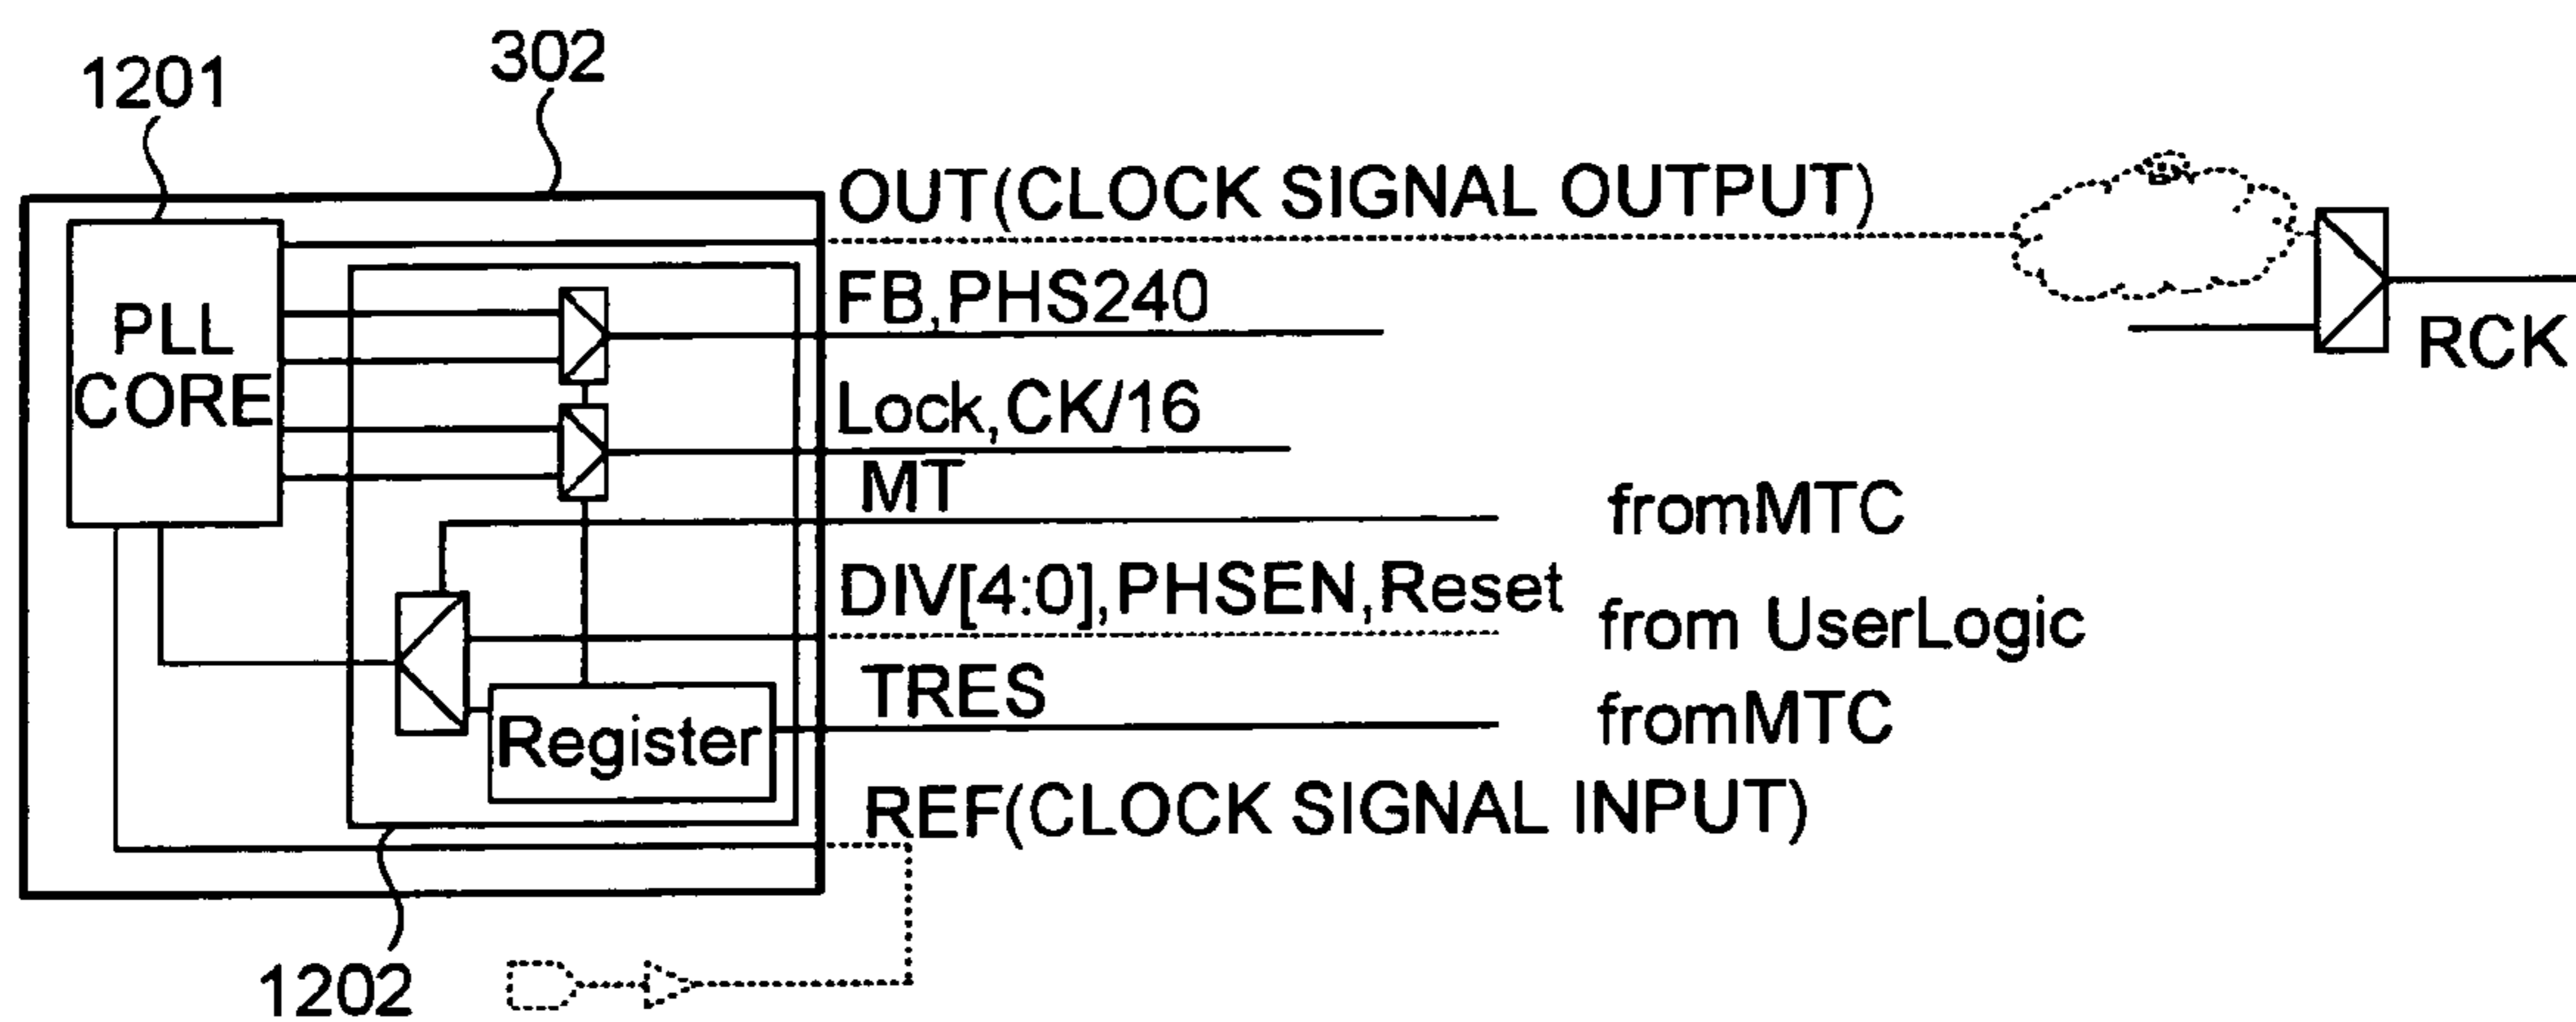 1201
302
OUT(CLOCK SIGNAL OUTPUT)
PLL
CORE
FB,PHS240
RCK
Lock,CK/16
MT
fromMTC
DIV[4:0],PHSEN,Reset
from UserLogic
TRES
fromMTC
Register
REF(CLOCK SIGNAL INPUT)
1202